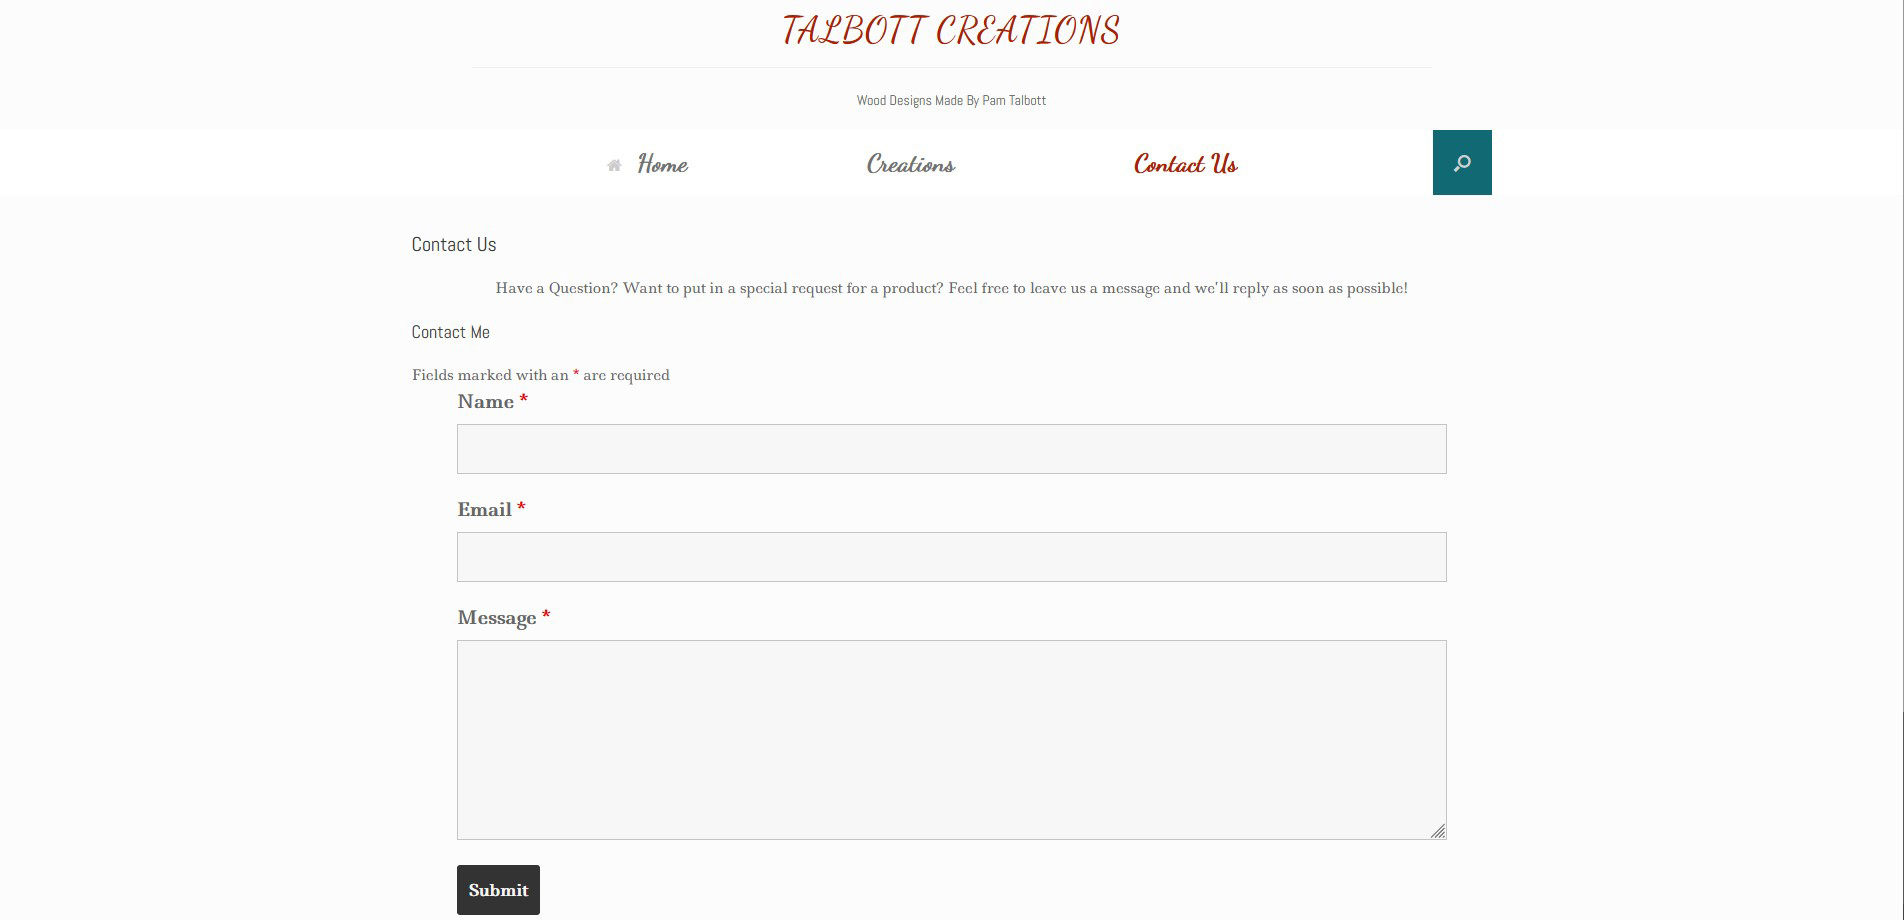 TALBOTT CREATIONS
Wood Designs Made By Pam Talbott
Home Creations Contact Us
Contact Us
Have a Question? Want to put in a special request for a product? Feel free to leave us a message and we'll reply as soon as possible!
Contact Me
Fields marked with an * are required
Name *
Email *
Message *
Submit